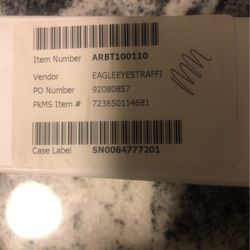 Item Number ARBT100110
Vendor EAGLEEYESTRAFFI
PO Number 92080857
PkMS Item # 723650114681
Case Label SN0064777201